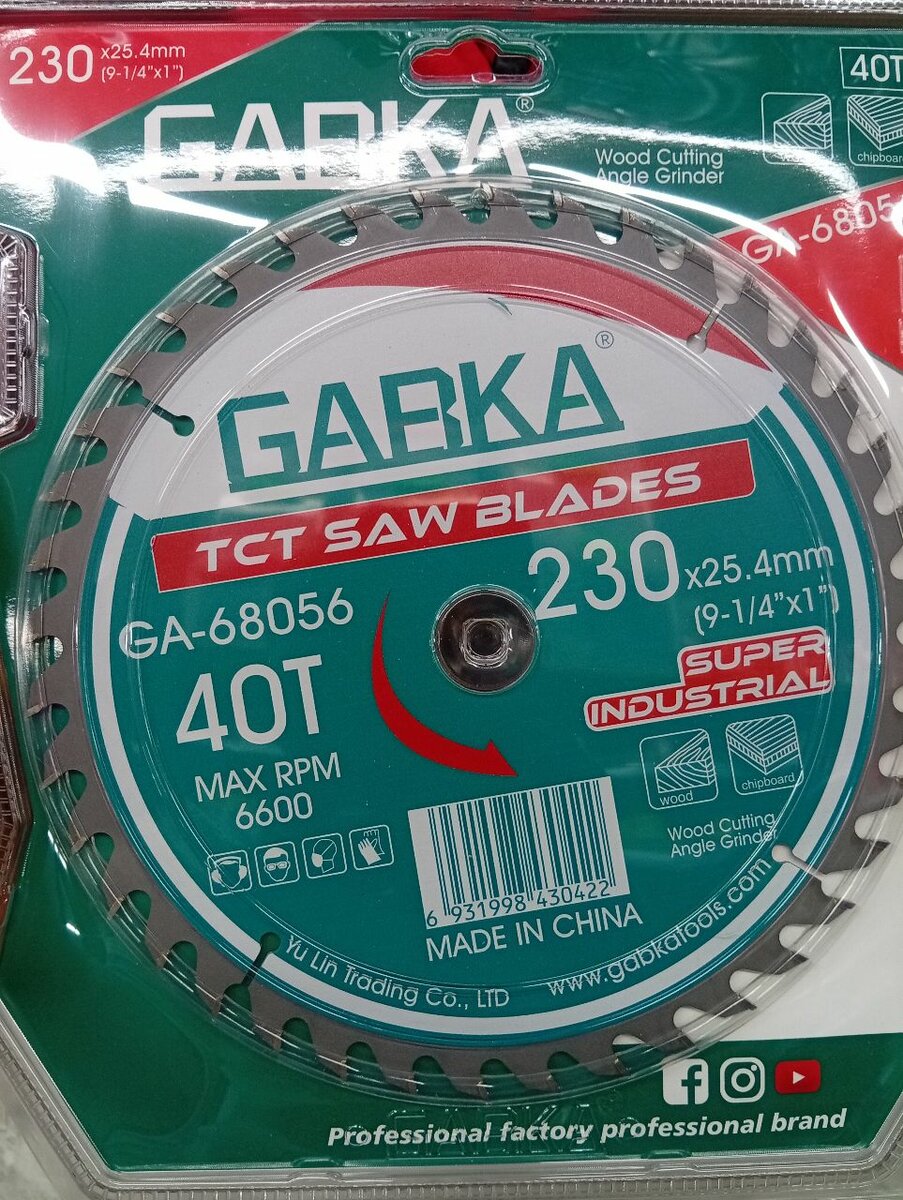 230 x25.4mm
(9-1/4"x1")
40T
GABKA®
Wood Cutting
Angle Grinder
chipboard
GA-6805
GABKA®
TCT SAW BLADES
230 x25.4mm
(9-1/4"x1")
GA-68056
40T
SUPER
INDUSTRIAL
MAX RPM
6600
wood
chipboard
Wood Cutting
Angle Grinder
6 931998 430422
MADE IN CHINA
Yu Lin Trading Co., LTD
www.gabkatools.com
GABKA®
Professional factory professional brand